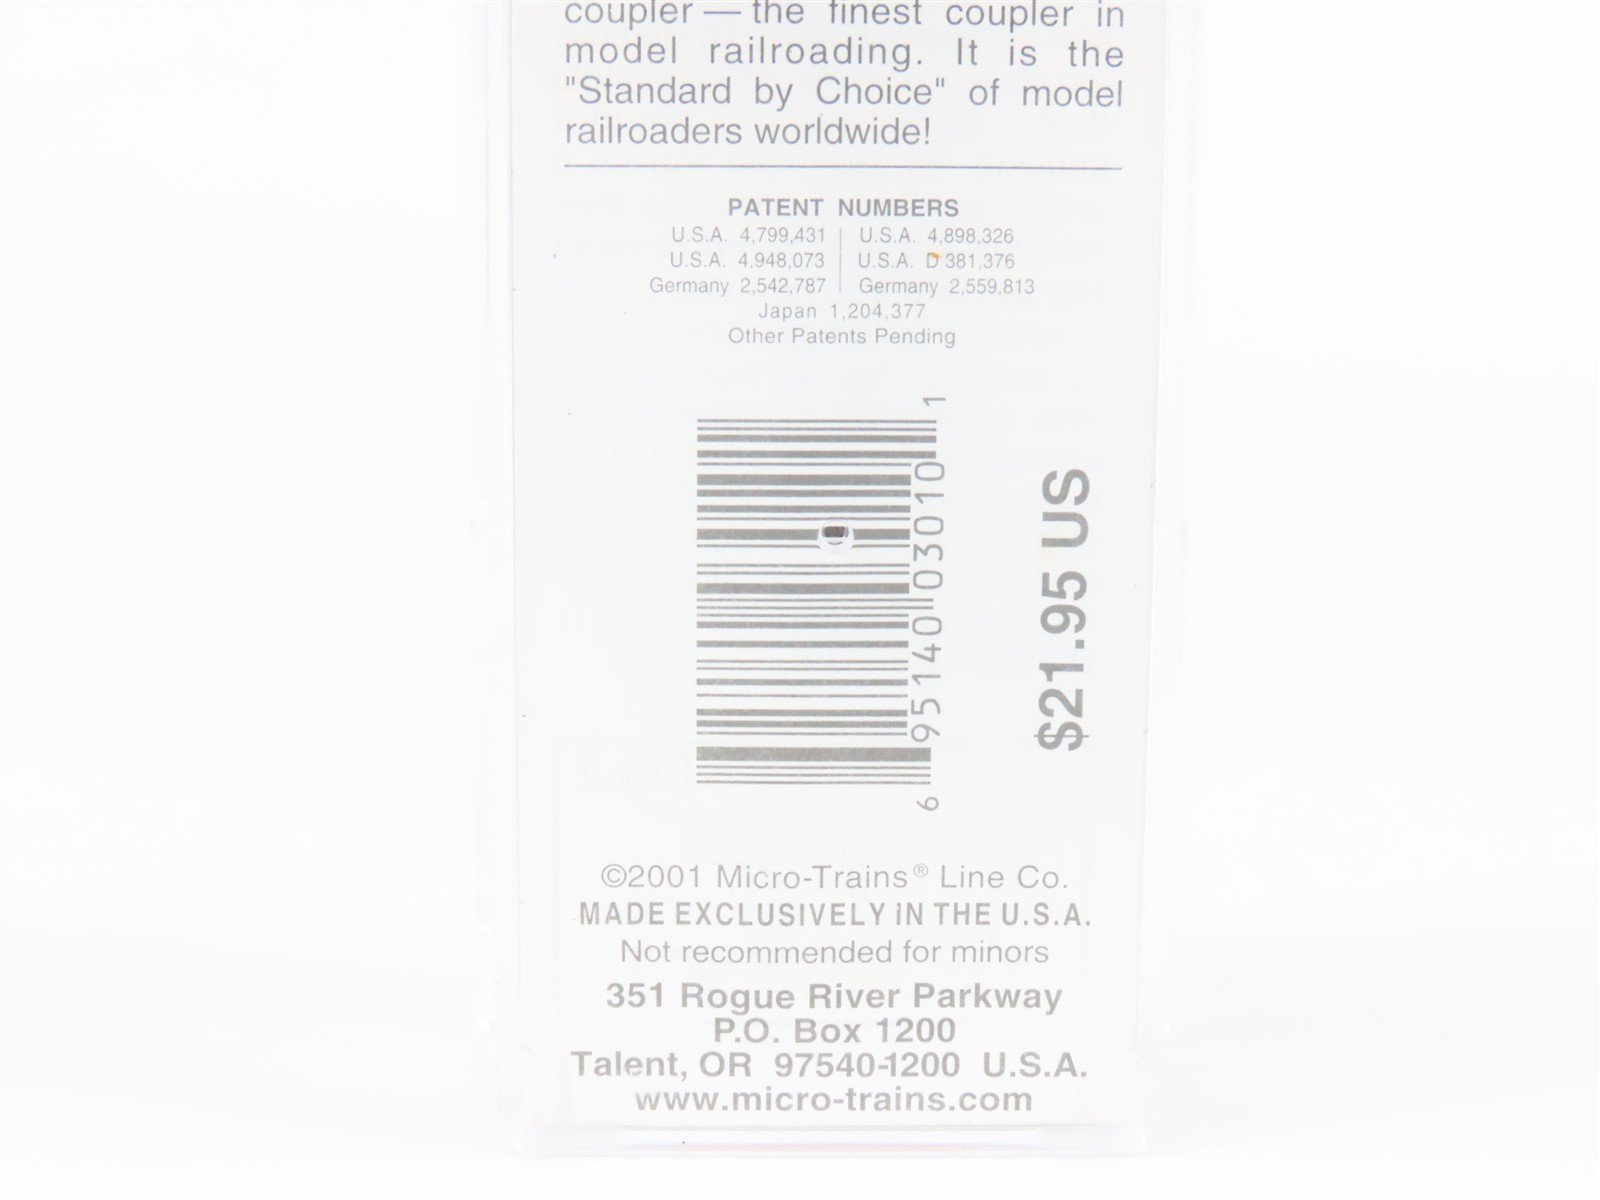 coupler — the finest coupler in
model railroading. It is the
"Standard by Choice" of model
railroaders worldwide!
PATENT NUMBERS
U.S.A. 4,799,431 U.S.A. 4,898,326
U.S.A. 4,948,073 U.S.A. D 381,376
Germany 2,542,787 Germany 2,559,813
Japan 1,204,377
Other Patents Pending
6 95140 03010 1
$21.95 US
©2001 Micro-Trains® Line Co.
MADE EXCLUSIVELY IN THE U.S.A.
Not recommended for minors
351 Rogue River Parkway
P.O. Box 1200
Talent, OR 97540-1200 U.S.A.
www.micro-trains.com